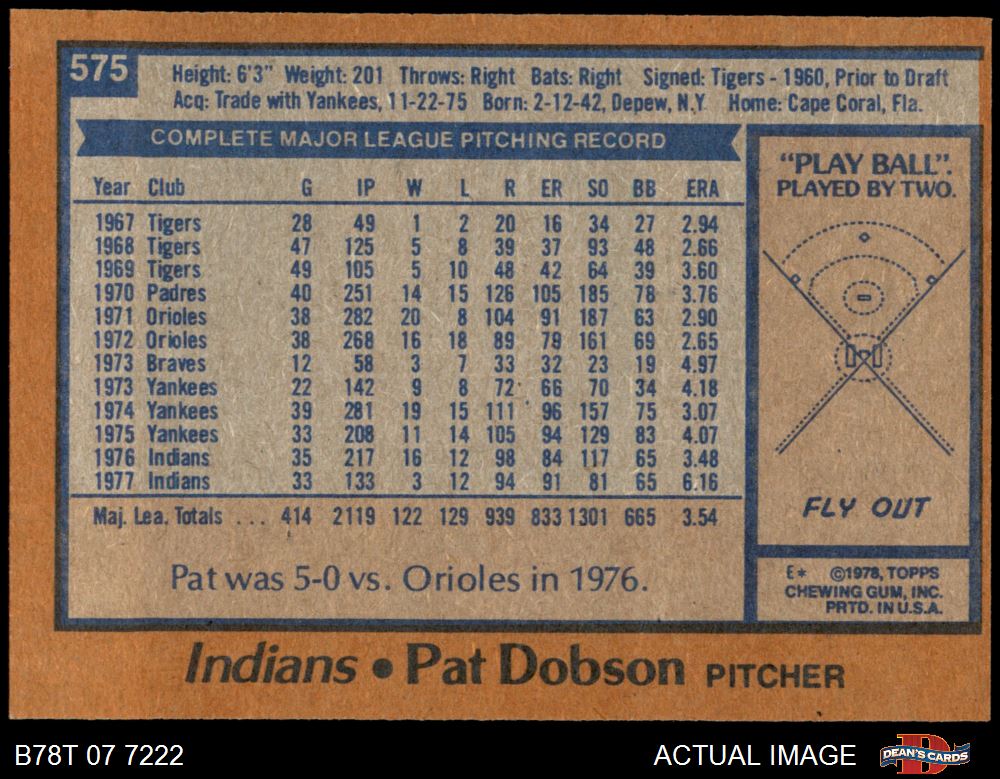 575
Height: 6'3" Weight: 201 Throws: Right Bats: Right Signed: Tigers - 1960, Prior to Draft
Acq: Trade with Yankees, 11-22-75 Born: 2-12-42, Depew, N.Y Home: Cape Coral, Fla.
COMPLETE MAJOR LEAGUE PITCHING RECORD
Year Club G IP W L R ER SO BB ERA
1967 Tigers 28 49 1 2 20 16 34 27 2.94
1968 Tigers 47 125 5 8 39 37 93 48 2.66
1969 Tigers 49 105 5 10 48 42 64 39 3.60
1970 Padres 40 251 14 15 126 105 185 78 3.76
1971 Orioles 38 282 20 8 104 91 187 63 2.90
1972 Orioles 38 268 16 18 89 79 161 69 2.65
1973 Braves 12 58 3 7 33 32 23 19 4.97
1973 Yankees 22 142 9 8 72 66 70 34 4.18
1974 Yankees 39 281 19 15 111 96 157 75 3.07
1975 Yankees 33 208 11 14 105 94 129 83 4.07
1976 Indians 35 217 16 12 98 84 117 65 3.48
1977 Indians 33 133 3 12 94 91 81 65 6.16
Maj. Lea. Totals ... 414 2119 122 129 939 833 1301 665 3.54
Pat was 5-0 vs. Orioles in 1976.
"PLAY BALL".
PLAYED BY TWO.
FLY OUT
E* ©1978, TOPPS
CHEWING GUM, INC.
PRTD. IN U.S.A.
Indians • Pat Dobson PITCHER
B78T 07 7222
ACTUAL IMAGE
DEAN'S CARDS